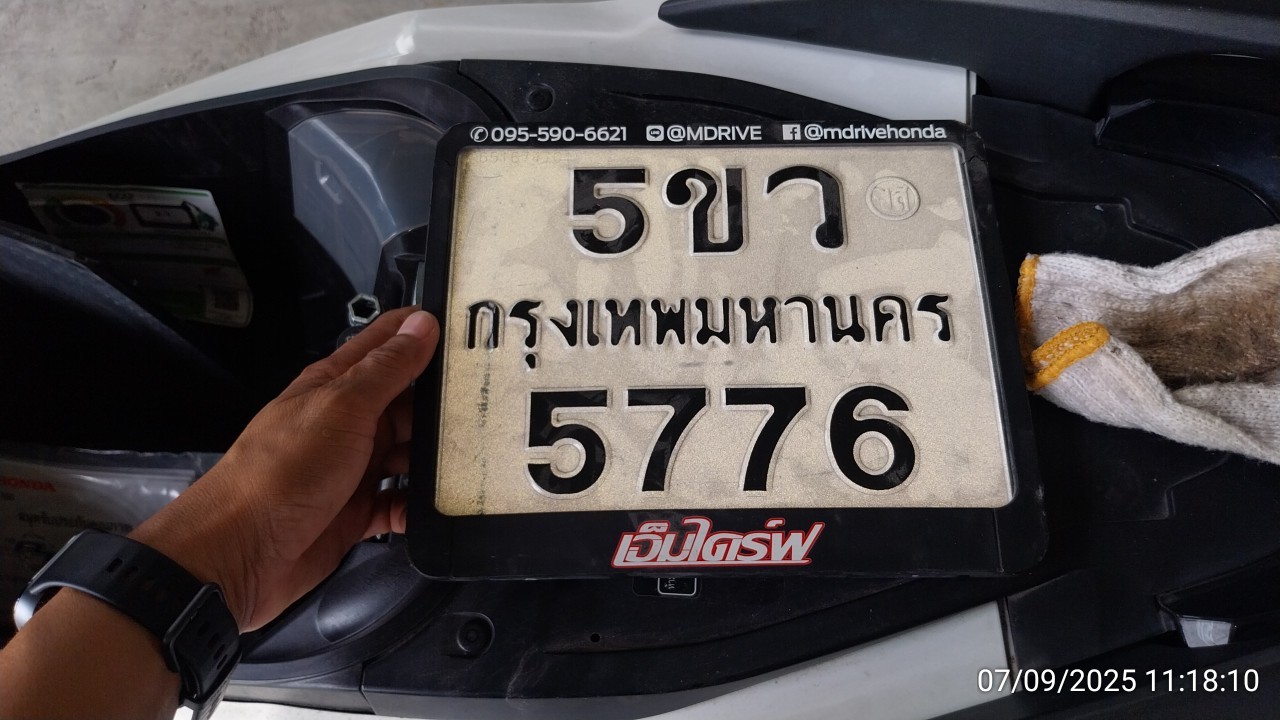 095-590-6621 @MDRIVE @mdrivehonda
5ขว
กรุงเทพมหานคร
5776
เอ็มไดร์ฟ
HONDA
07/09/2025 11:18:10